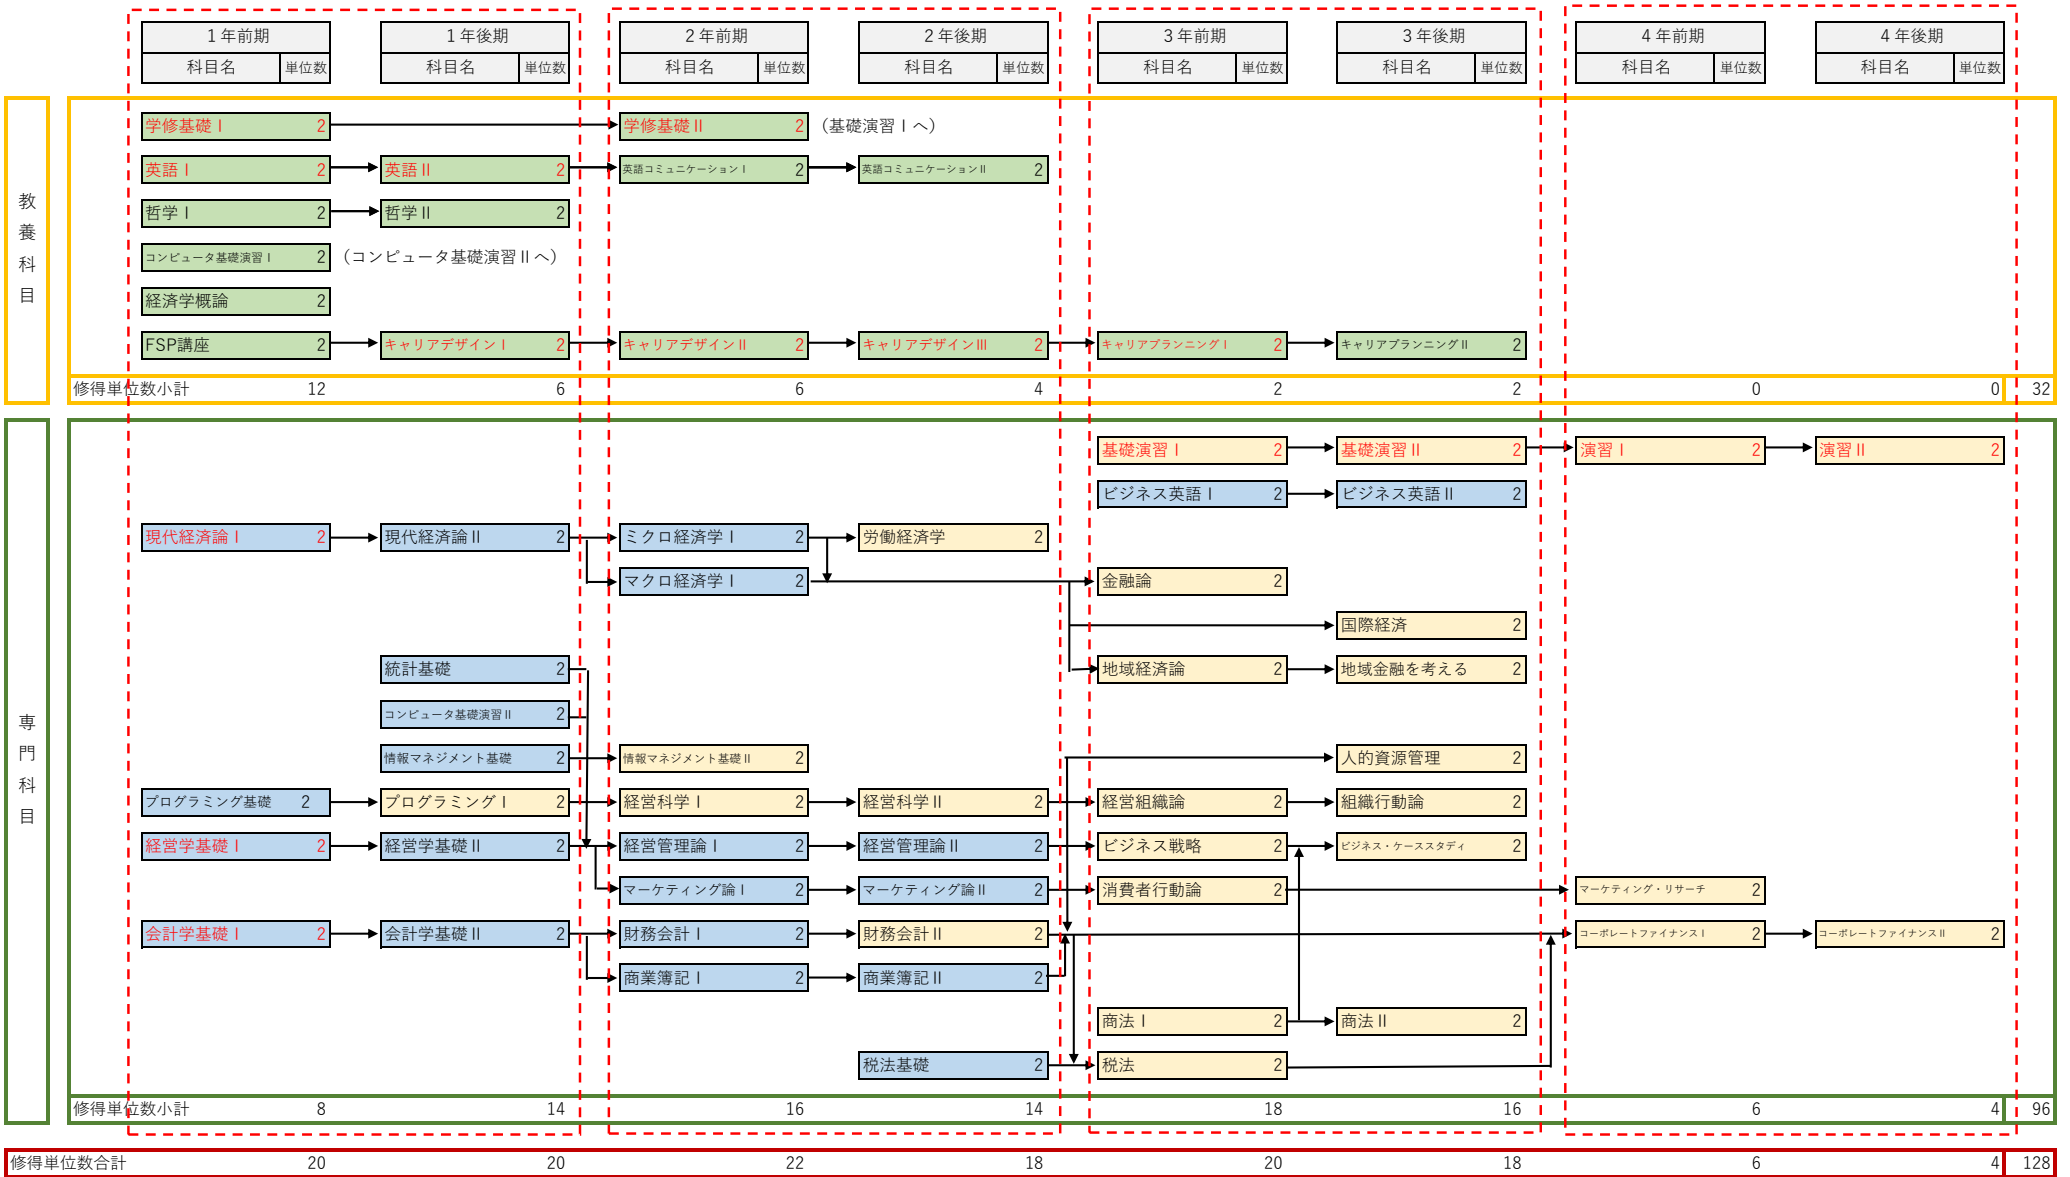 １年前期 １年後期 ２年前期 ２年後期 ３年前期 ３年後期 ４年前期 ４年後期
科目名 単位数 科目名 単位数 科目名 単位数 科目名 単位数 科目名 単位数 科目名 単位数 科目名 単位数 科目名 単位数
教養科目
学修基礎Ⅰ 2 学修基礎Ⅱ 2 （基礎演習Ⅰへ）
英語Ⅰ 2 英語Ⅱ 2 英語コミュニケーションⅠ 2 英語コミュニケーションⅡ 2
哲学Ⅰ 2 哲学Ⅱ 2
コンピュータ基礎演習Ⅰ 2 （コンピュータ基礎演習Ⅱへ）
経済学概論 2
FSP講座 2 キャリアデザインⅠ 2 キャリアデザインⅡ 2 キャリアデザインⅢ 2 キャリアプランニングⅠ 2 キャリアプランニングⅡ 2
修得単位数小計 12 6 6 4 2 2 0 0 32
専門科目
基礎演習Ⅰ 2 基礎演習Ⅱ 2 演習Ⅰ 2 演習Ⅱ 2
ビジネス英語Ⅰ 2 ビジネス英語Ⅱ 2
現代経済論Ⅰ 2 現代経済論Ⅱ 2 ミクロ経済学Ⅰ 2 労働経済学 2
マクロ経済学Ⅰ 2 金融論 2
国際経済 2
統計基礎 2 地域経済論 2 地域金融を考える 2
コンピュータ基礎演習Ⅱ 2
情報マネジメント基礎 2 情報マネジメント基礎Ⅱ 2 人的資源管理 2
プログラミング基礎 2 プログラミングⅠ 2 経営科学Ⅰ 2 経営科学Ⅱ 2 経営組織論 2 組織行動論 2
経営学基礎Ⅰ 2 経営学基礎Ⅱ 2 経営管理論Ⅰ 2 経営管理論Ⅱ 2 ビジネス戦略 2 ビジネス・ケーススタディ 2
マーケティング論Ⅰ 2 マーケティング論Ⅱ 2 消費者行動論 2 マーケティング・リサーチ 2
会計学基礎Ⅰ 2 会計学基礎Ⅱ 2 財務会計Ⅰ 2 財務会計Ⅱ 2 コーポレートファイナンスⅠ 2 コーポレートファイナンスⅡ 2
商業簿記Ⅰ 2 商業簿記Ⅱ 2
商法Ⅰ 2 商法Ⅱ 2
税法基礎 2 税法 2
修得単位数小計 8 14 16 14 18 16 6 4 96
修得単位数合計 20 20 22 18 20 18 6 4 128